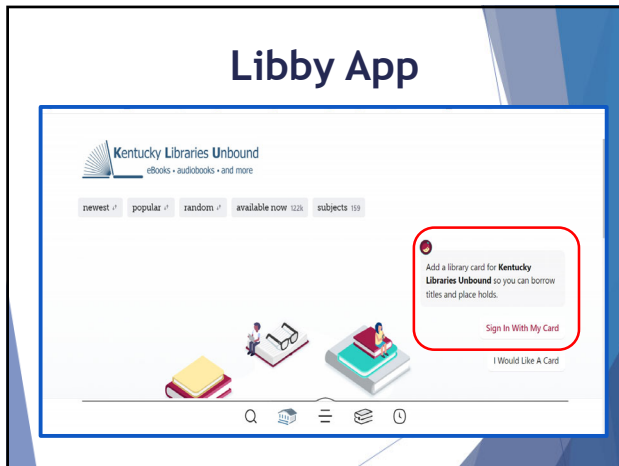 Libby App
Kentucky Libraries Unbound
eBooks • audiobooks • and more
newest popular random available now 122k subjects 159
Add a library card for Kentucky
Libraries Unbound so you can borrow
titles and place holds.
Sign In With My Card
I Would Like A Card